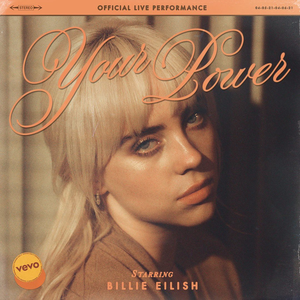 STEREO
OFFICIAL LIVE PERFORMANCE
Your Power
vevo
STARRING
BILLIE EILISH